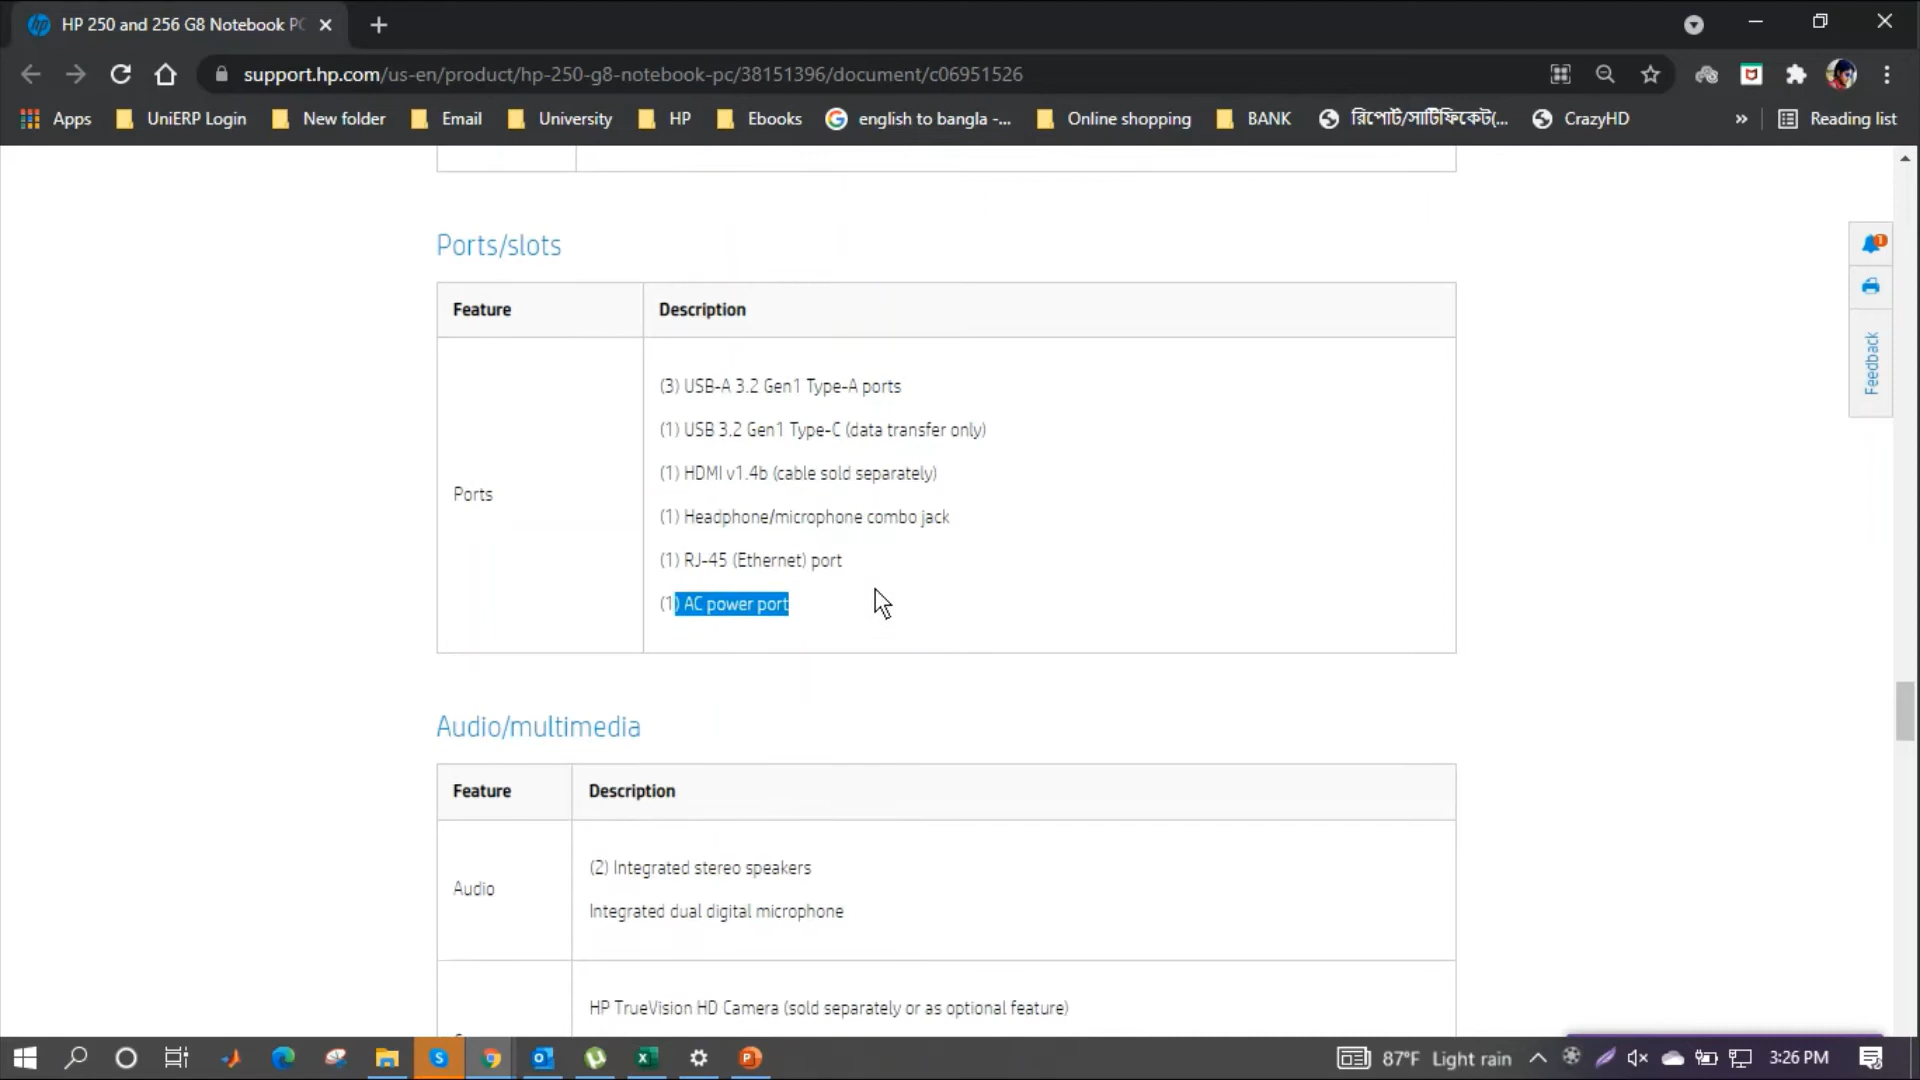 HP 250 and 256 G8 Notebook PC
support.hp.com/us-en/product/hp-250-g8-notebook-pc/38151396/document/c06951526
Apps UniERP Login New folder Email University HP Ebooks english to bangla -... Online shopping BANK রিপোর্ট/সার্টিফিকেট(... CrazyHD » Reading list
Ports/slots
Feature Description
Ports
(3) USB-A 3.2 Gen1 Type-A ports
(1) USB 3.2 Gen1 Type-C (data transfer only)
(1) HDMI v1.4b (cable sold separately)
(1) Headphone/microphone combo jack
(1) RJ-45 (Ethernet) port
(1) AC power port
1
Feedback
Audio/multimedia
Feature Description
Audio
(2) Integrated stereo speakers
Integrated dual digital microphone
HP TrueVision HD Camera (sold separately or as optional feature)
87°F Light rain 3:26 PM